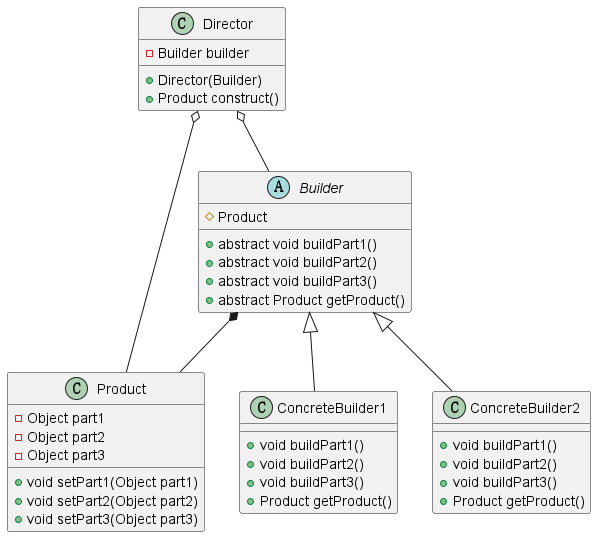 C Director
Builder builder
Director(Builder)
Product construct()
A Builder
Product
abstract void buildPart1()
abstract void buildPart2()
abstract void buildPart3()
abstract Product getProduct()
C Product
Object part1
Object part2
Object part3
void setPart1(Object part1)
void setPart2(Object part2)
void setPart3(Object part3)
C ConcreteBuilder1
void buildPart1()
void buildPart2()
void buildPart3()
Product getProduct()
C ConcreteBuilder2
void buildPart1()
void buildPart2()
void buildPart3()
Product getProduct()